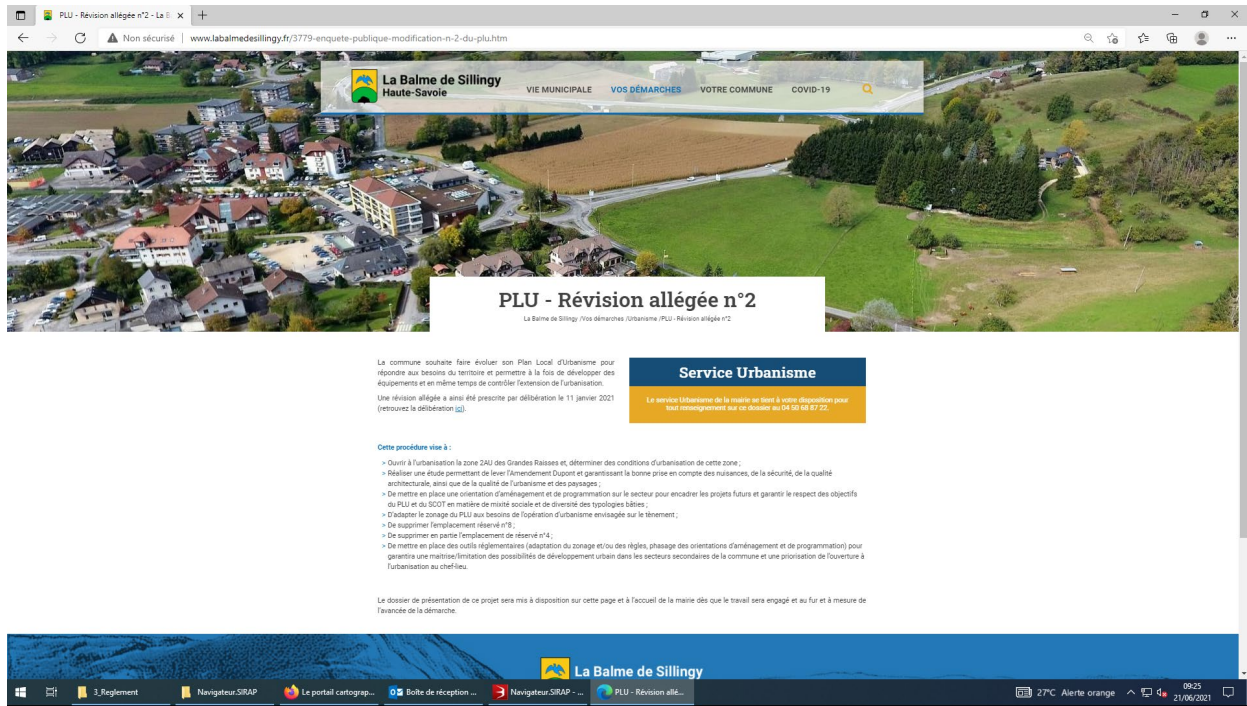 PLU - Révision allégée n°2 - La B
Non sécurisé | www.labalmedesillingy.fr/3779-enquete-publique-modification-n-2-du-plu.htm
La Balme de Sillingy
Haute-Savoie
VIE MUNICIPALE VOS DÉMARCHES VOTRE COMMUNE COVID-19
PLU - Révision allégée n°2
La Balme de Sillingy /Vos démarches /Urbanisme /PLU - Révision allégée n°2
La commune souhaite faire évoluer son Plan Local d'Urbanisme pour
répondre aux besoins du territoire et permettre à la fois de développer des
équipements et en même temps de contrôler l'extension de l'urbanisation.
Une révision allégée a ainsi été prescrite par délibération le 11 janvier 2021
(retrouvez la délibération ici).
Service Urbanisme
Le service Urbanisme de la mairie se tient à votre disposition pour
tout renseignement sur ce dossier au 04 50 68 87 22.
Cette procédure vise à :
> Ouvrir à l'urbanisation la zone 2AU des Grandes Raisses et, déterminer des conditions d'urbanisation de cette zone ;
> Réaliser une étude permettant de lever l'Amendement Dupont et garantissant la bonne prise en compte des nuisances, de la sécurité, de la qualité
architecturale, ainsi que de la qualité de l'urbanisme et des paysages ;
> De mettre en place une orientation d'aménagement et de programmation sur le secteur pour encadrer les projets futurs et garantir le respect des objectifs
du PLU et du SCOT en matière de mixité sociale et de diversité des typologies bâties ;
> D'adapter le zonage du PLU aux besoins de l'opération d'urbanisme envisagée sur le tènement ;
> De supprimer l'emplacement réservé n°8 ;
> De supprimer en partie l'emplacement de réservé n°4 ;
> De mettre en place des outils réglementaires (adaptation du zonage et/ou des règles, phasage des orientations d'aménagement et de programmation) pour
garantira une maitrise/limitation des possibilités de développement urbain dans les secteurs secondaires de la commune et une priorisation de l'ouverture à
l'urbanisation au chef-lieu.
Le dossier de présentation de ce projet sera mis à disposition sur cette page et à l'accueil de la mairie dès que le travail sera engagé et au fur et à mesure de
l'avancée de la démarche.
La Balme de Sillingy
3_Reglement Navigateur.SIRAP Le portail cartograp... Boîte de réception ... Navigateur.SIRAP - ... PLU - Révision allé... 27°C Alerte orange 09:25
21/06/2021